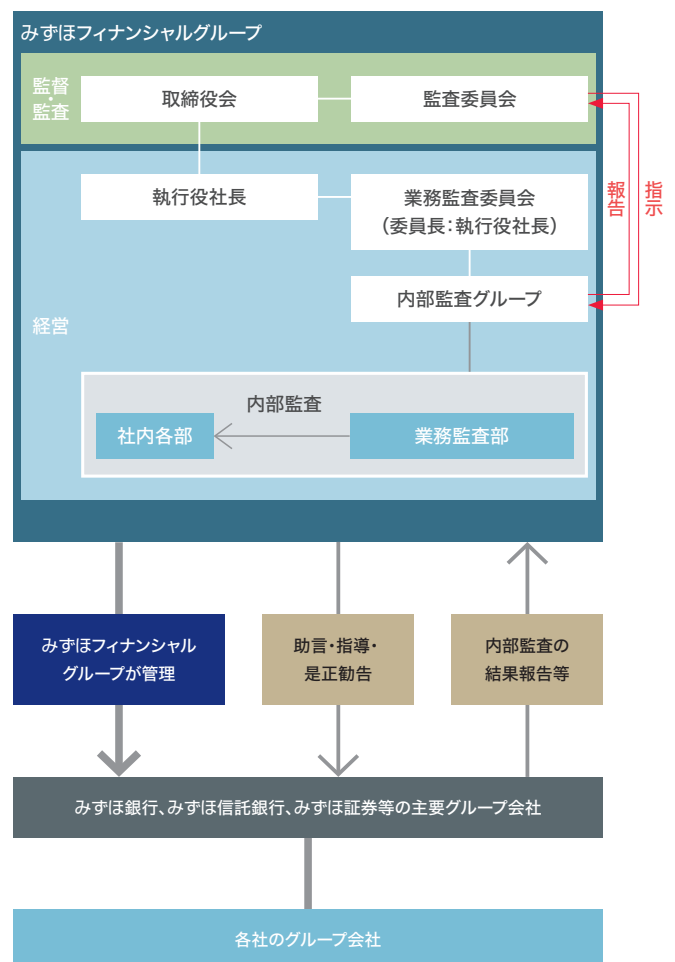 みずほフィナンシャルグループ
監督
・
監査
取締役会
監査委員会
執行役社長
業務監査委員会
（委員長：執行役社長）
報告
指示
内部監査グループ
経営
内部監査
社内各部
業務監査部
みずほフィナンシャル
グループが管理
助言・指導・
是正勧告
内部監査の
結果報告等
みずほ銀行、みずほ信託銀行、みずほ証券等の主要グループ会社
各社のグループ会社